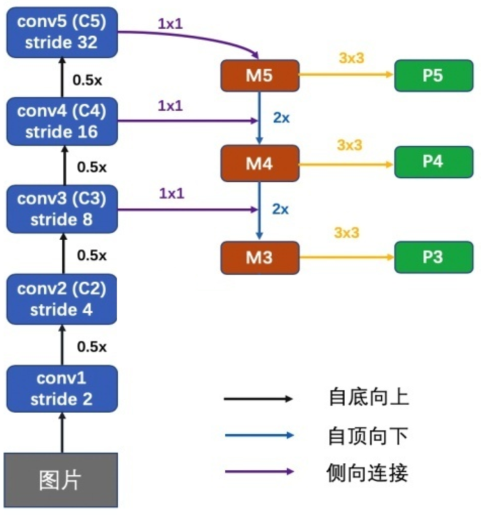 conv5 (C5)
stride 32
1x1
3x3
M5
P5
0.5x
conv4 (C4)
stride 16
1x1
2x
3x3
M4
P4
0.5x
conv3 (C3)
stride 8
1x1
2x
3x3
M3
P3
0.5x
conv2 (C2)
stride 4
0.5x
conv1
stride 2
图片
自底向上
自顶向下
侧向连接